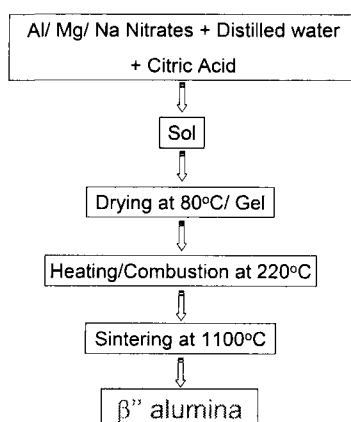 Al/ Mg/ Na Nitrates + Distilled water
+ Citric Acid
Sol
Drying at 80°C/ Gel
Heating/Combustion at 220°C
Sintering at 1100°C
β” alumina